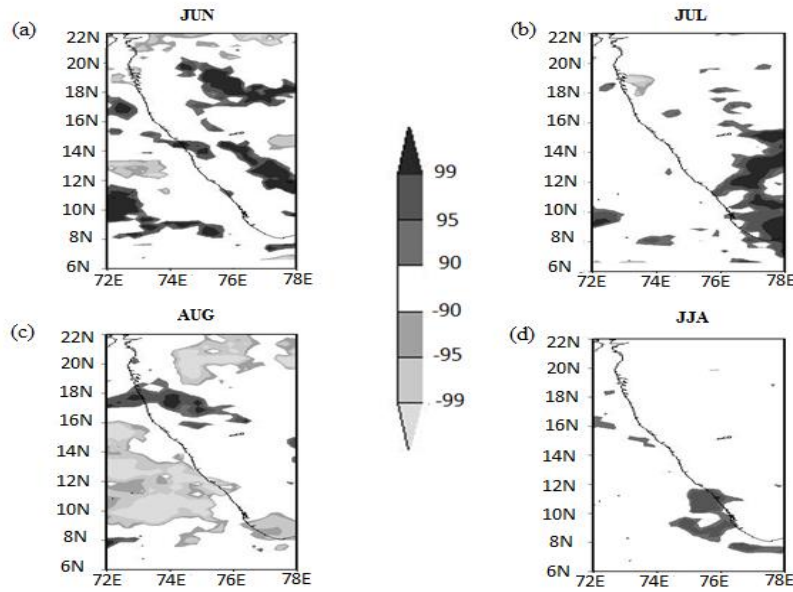 JUN
(a)
22N
20N
18N
16N
14N
12N
10N
8N
6N
72E
74E
76E
78E
JUL
(b)
22N
20N
18N
16N
14N
12N
10N
8N
6N
72E
74E
76E
78E
99
95
90
-90
-95
-99
AUG
(c)
22N
20N
18N
16N
14N
12N
10N
8N
6N
72E
74E
76E
78E
JJA
(d)
22N
20N
18N
16N
14N
12N
10N
8N
6N
72E
74E
76E
78E